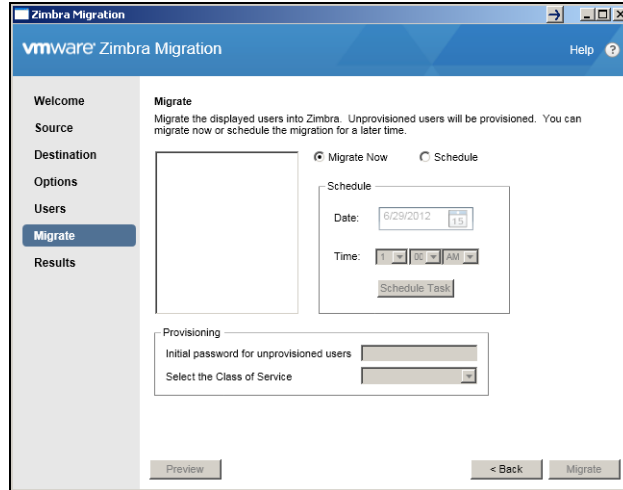 Zimbra Migration
vmware® Zimbra Migration
Help ?
Welcome
Source
Destination
Options
Users
Migrate
Results
Migrate
Migrate the displayed users into Zimbra. Unprovisioned users will be provisioned. You can
migrate now or schedule the migration for a later time.
Migrate Now
Schedule
Schedule
Date:
6/29/2012
15
Time:
1
00
AM
Schedule Task
Provisioning
Initial password for unprovisioned users
Select the Class of Service
Preview
< Back
Migrate